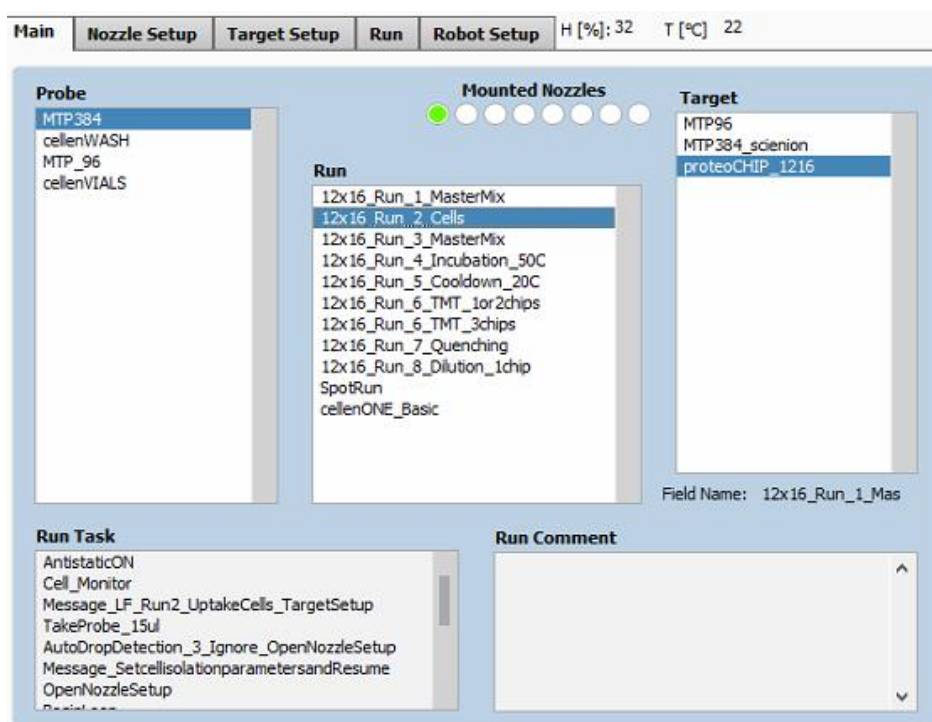 Main Nozzle Setup Target Setup Run Robot Setup H [%]: 32 T [ºC] 22
Probe
MTP384
cellenWASH
MTP_96
cellenVIALS
Mounted Nozzles
Run
12x16_Run_1_MasterMix
12x16_Run_2_Cells
12x16_Run_3_MasterMix
12x16_Run_4_Incubation_50C
12x16_Run_5_Cooldown_20C
12x16_Run_6_TMT_1or2chips
12x16_Run_6_TMT_3chips
12x16_Run_7_Quenching
12x16_Run_8_Dilution_1chip
SpotRun
cellenONE_Basic
Target
MTP96
MTP384_scienion
proteoCHIP_1216
Field Name: 12x16_Run_1_Mas
Run Task
AntistaticON
Cell_Monitor
Message_LF_Run2_UptakeCells_TargetSetup
TakeProbe_15ul
AutoDropDetection_3_Ignore_OpenNozzleSetup
Message_SetcellisolationparametersandResume
OpenNozzleSetup
Run Comment